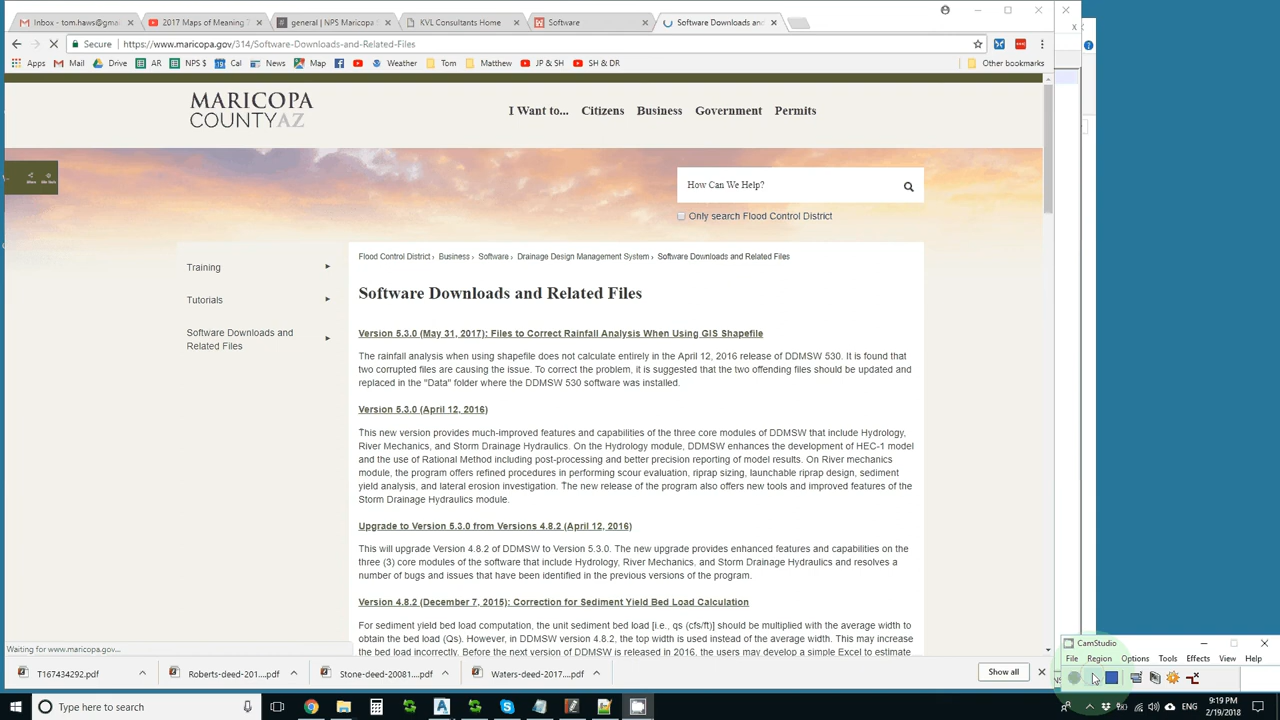 Inbox - tom.haws@gma
2017 Maps of Meaning
general | NPS Maricopa
KVL Consultants Home
Software
Software Downloads and
Secure
https://www.maricopa.gov/314/Software-Downloads-and-Related-Files
Apps
Mail
Drive
AR
NPS $
Cal
News
Map
Weather
Tom
Matthew
JP & SH
SH & DR
Other bookmarks
MARICOPA
COUNTYAZ
I Want to...
Citizens
Business
Government
Permits
How Can We Help?
Only search Flood Control District
Training
Tutorials
Software Downloads and
Related Files
Flood Control District › Business › Software › Drainage Design Management System › Software Downloads and Related Files
Software Downloads and Related Files
Version 5.3.0 (May 31, 2017): Files to Correct Rainfall Analysis When Using GIS Shapefile
The rainfall analysis when using shapefile does not calculate entirely in the April 12, 2016 release of DDMSW 530. It is found that
two corrupted files are causing the issue. To correct the problem, it is suggested that the two offending files should be updated and
replaced in the "Data" folder where the DDMSW 530 software was installed.
Version 5.3.0 (April 12, 2016)
This new version provides much-improved features and capabilities of the three core modules of DDMSW that include Hydrology,
River Mechanics, and Storm Drainage Hydraulics. On the Hydrology module, DDMSW enhances the development of HEC-1 model
and the use of Rational Method including post-processing and better precision reporting of model results. On River mechanics
module, the program offers refined procedures in performing scour evaluation, riprap sizing, launchable riprap design, sediment
yield analysis, and lateral erosion investigation. The new release of the program also offers new tools and improved features of the
Storm Drainage Hydraulics module.
Upgrade to Version 5.3.0 from Versions 4.8.2 (April 12, 2016)
This will upgrade Version 4.8.2 of DDMSW to Version 5.3.0. The new upgrade provides enhanced features and capabilities on the
three (3) core modules of the software that include Hydrology, River Mechanics, and Storm Drainage Hydraulics and resolves a
number of bugs and issues that have been identified in the previous versions of the program.
Version 4.8.2 (December 7, 2015): Correction for Sediment Yield Bed Load Calculation
For sediment yield bed load computation, the unit sediment bed load [i.e., qs (cfs/ft)] should be multiplied with the average width to
obtain the bed load (Qs). However, in DDMSW version 4.8.2, the top width is used instead of the average width. This may increase
the bed load incorrectly. Before the next version of DDMSW is released in 2016, the users may develop a simple Excel to estimate
Waiting for www.maricopa.gov...
T167434292.pdf
Roberts-deed-201....pdf
Stone-deed-20081....pdf
Waters-deed-2017....pdf
Show all
CamStudio
File
Region
Options
Tools
Effects
View
Help
Type here to search
ENG
9:19 PM
2/19/2018